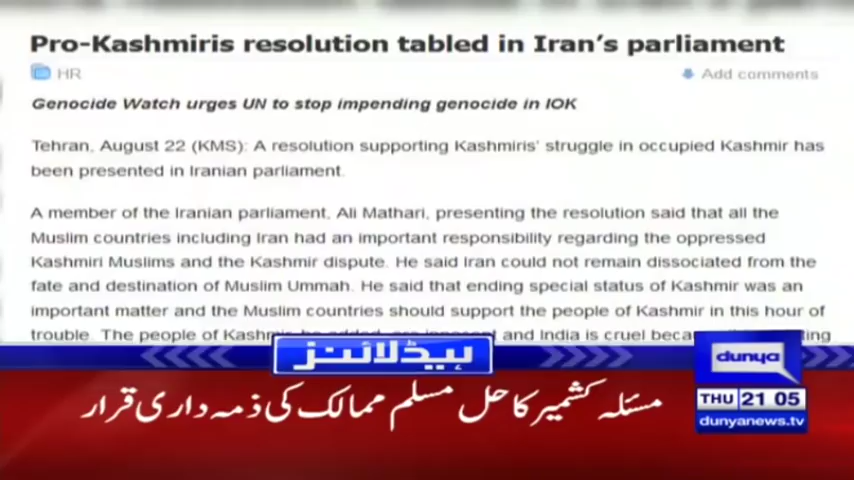 Pro-Kashmiris resolution tabled in Iran's parliament
HR
Add comments
Genocide Watch urges UN to stop impending genocide in IOK
Tehran, August 22 (KMS): A resolution supporting Kashmiris' struggle in occupied Kashmir has
been presented in Iranian parliament.
A member of the Iranian parliament, Ali Mathari, presenting the resolution said that all the
Muslim countries including Iran had an important responsibility regarding the oppressed
Kashmiri Muslims and the Kashmir dispute. He said Iran could not remain dissociated from the
fate and destination of Muslim Ummah. He said that ending special status of Kashmir was an
important matter and the Muslim countries should support the people of Kashmir in this hour of
trouble. The people of Kashmir, he added, are innocent and India is cruel
ہیڈلائنز
مسئلہ کشمیر کا حل مسلم ممالک کی ذمہ داری قرار
dunya
THU 21 05
dunyanews.tv